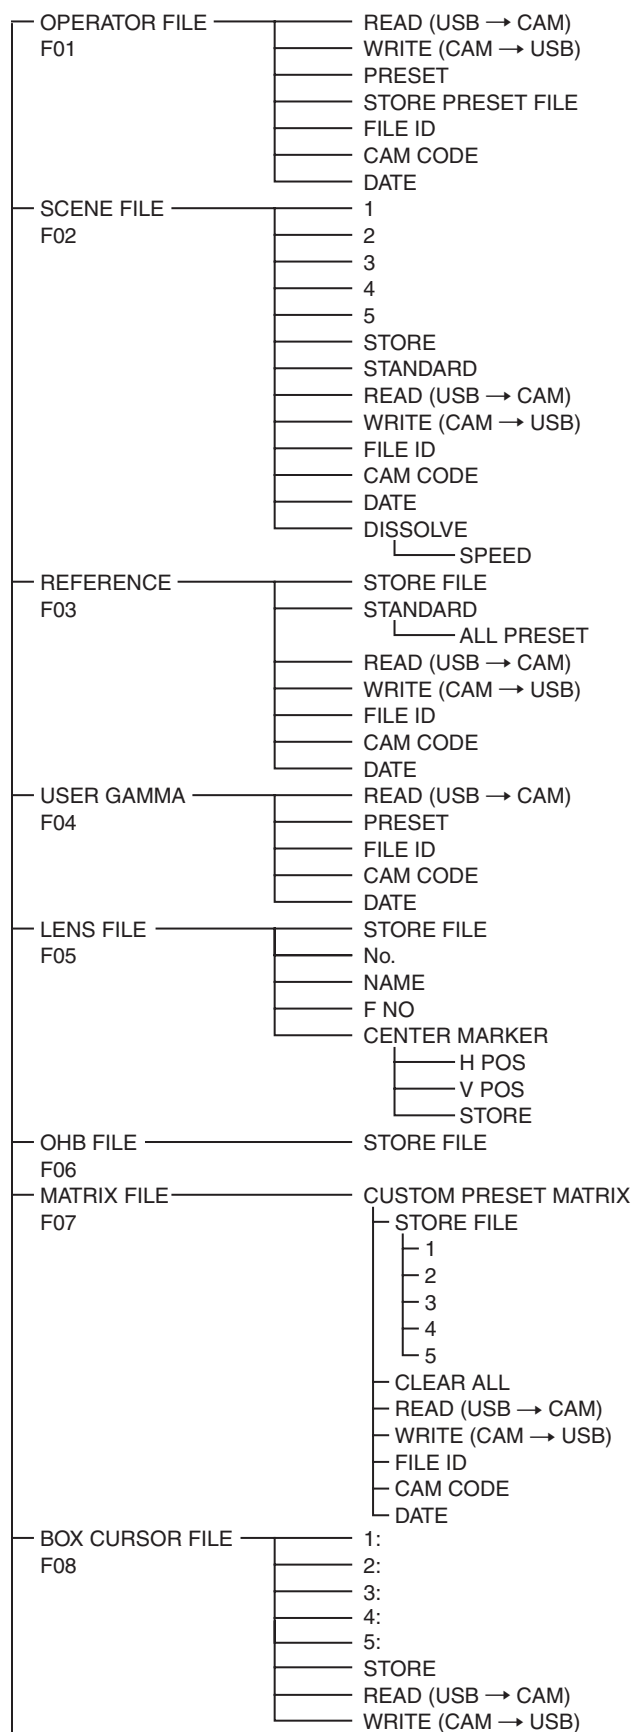 OPERATOR FILE
F01
READ (USB → CAM)
WRITE (CAM → USB)
PRESET
STORE PRESET FILE
FILE ID
CAM CODE
DATE
SCENE FILE
F02
1
2
3
4
5
STORE
STANDARD
READ (USB → CAM)
WRITE (CAM → USB)
FILE ID
CAM CODE
DATE
DISSOLVE
SPEED
REFERENCE
F03
STORE FILE
STANDARD
ALL PRESET
READ (USB → CAM)
WRITE (CAM → USB)
FILE ID
CAM CODE
DATE
USER GAMMA
F04
READ (USB → CAM)
PRESET
FILE ID
CAM CODE
DATE
LENS FILE
F05
STORE FILE
No.
NAME
F NO
CENTER MARKER
H POS
V POS
STORE
OHB FILE
F06
STORE FILE
MATRIX FILE
F07
CUSTOM PRESET MATRIX
STORE FILE
1
2
3
4
5
CLEAR ALL
READ (USB → CAM)
WRITE (CAM → USB)
FILE ID
CAM CODE
DATE
BOX CURSOR FILE
F08
1:
2:
3:
4:
5:
STORE
READ (USB → CAM)
WRITE (CAM → USB)